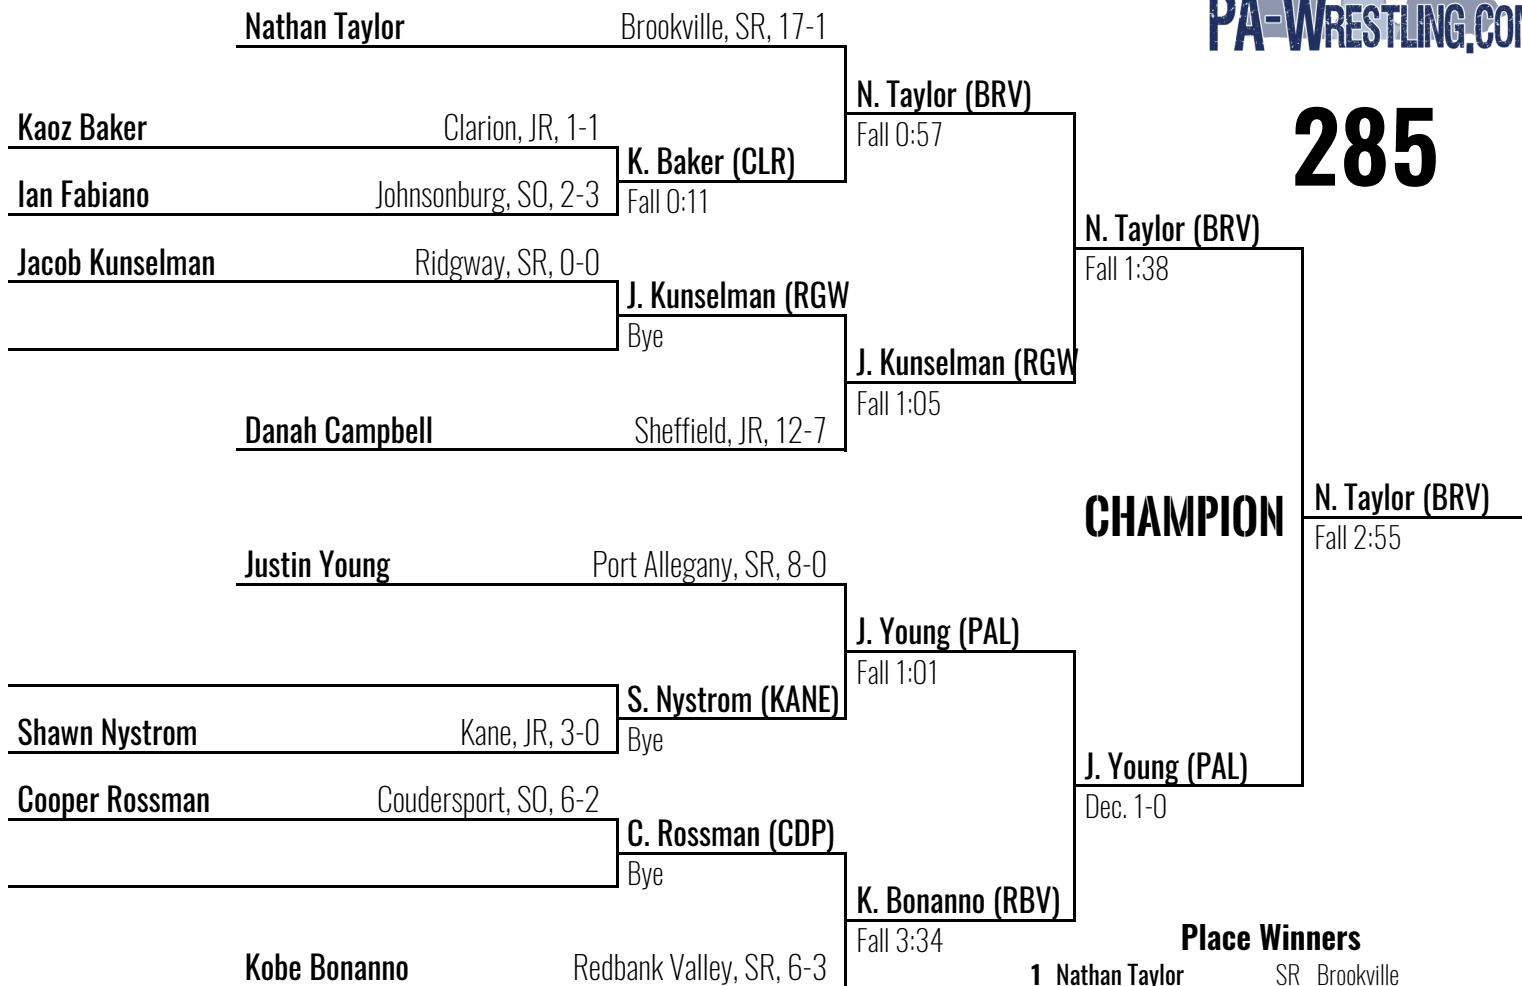 Nathan Taylor Brookville, SR, 17-1
PA-WRESTLING.CO
N. Taylor (BRV)
Fall 0:57
285
Kaoz Baker Clarion, JR, 1-1
K. Baker (CLR)
Fall 0:11
Ian Fabiano Johnsonburg, SO, 2-3
N. Taylor (BRV)
Fall 1:38
Jacob Kunselman Ridgway, SR, 0-0
J. Kunselman (RGW
Bye
J. Kunselman (RGW
Fall 1:05
Danah Campbell Sheffield, JR, 12-7
CHAMPION
N. Taylor (BRV)
Fall 2:55
Justin Young Port Allegany, SR, 8-0
J. Young (PAL)
Fall 1:01
S. Nystrom (KANE)
Bye
Shawn Nystrom Kane, JR, 3-0
J. Young (PAL)
Dec. 1-0
Cooper Rossman Coudersport, SO, 6-2
C. Rossman (CDP)
Bye
K. Bonanno (RBV)
Fall 3:34
Place Winners
Kobe Bonanno Redbank Valley, SR, 6-3
1 Nathan Taylor SR Brookville